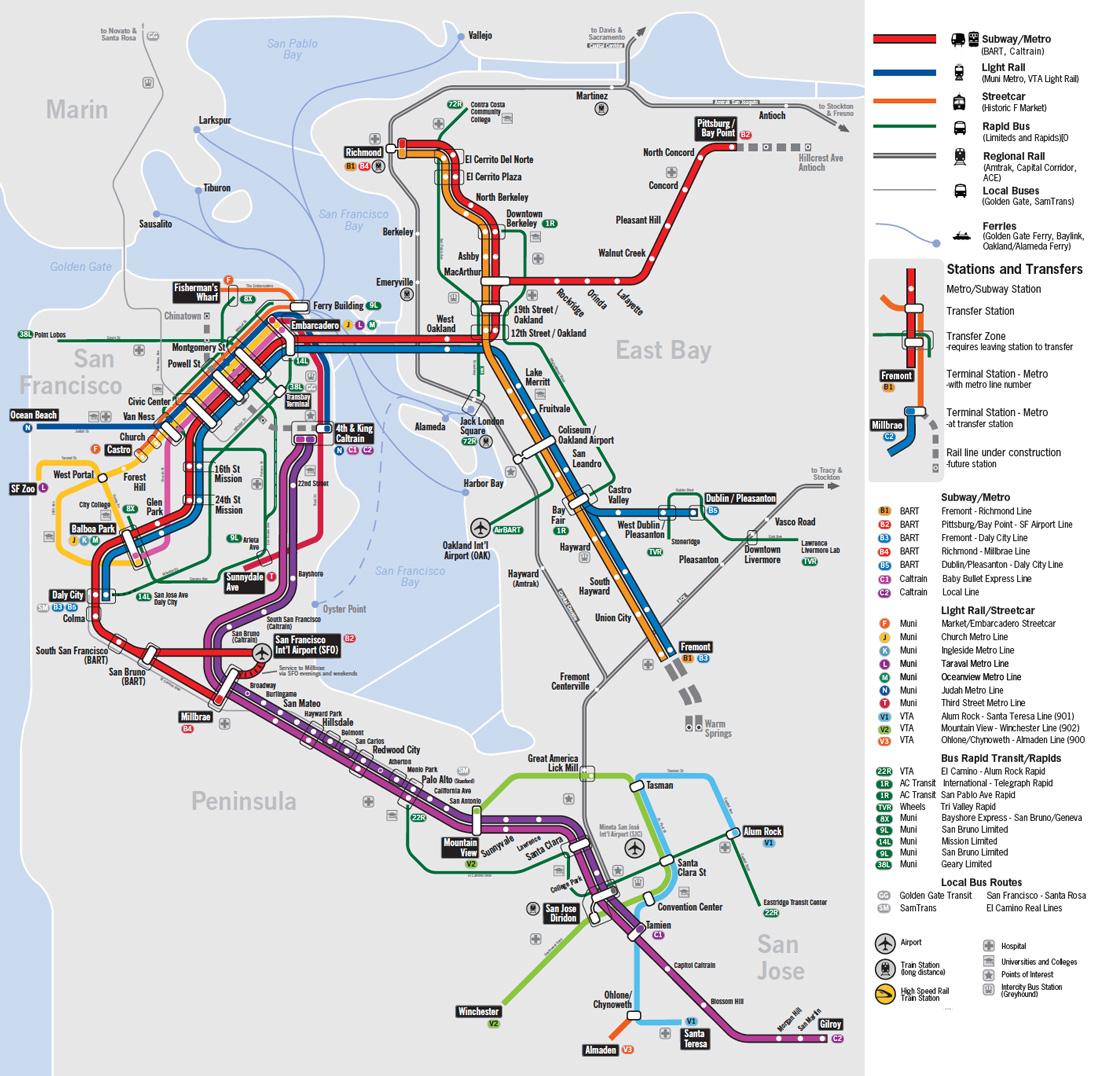 to Novato &
Santa Rosa
GG
San Pablo
Bay
Vallejo
to Davis &
Sacramento
Capitol Corridor
Marin
Larkspur
Tiburon
Sausalito
San Francisco
Bay
Golden Gate
72R
Contra Costa
Community
College
Martinez
Amtrak San Joaquin
Antioch
to Stockton
& Fresno
Pittsburg /
Bay Point
B2
Hillcrest Ave
Antioch
North Concord
Concord
Pleasant Hill
Walnut Creek
Lafayette
Orinda
Rockridge
Richmond
B1 B4
El Cerrito Del Norte
El Cerrito Plaza
North Berkeley
Downtown
Berkeley
1R
Berkeley
Ashby
MacArthur
Emeryville
19th Street /
Oakland
12th Street / Oakland
West
Oakland
East Bay
Fisherman's
Wharf
F
The Embarcadero
8X
Ferry Building
9L
Embarcadero
J L M
Chinatown
38L
Point Lobos
Montgomery St
Powell St
14L
38L
GG
Transbay
Terminal
San
Francisco
Civic Center
Van Ness
Ocean Beach
N
Church
F
Castro
4th & King
Caltrain
N C1 C2
West Portal
Forest
Hill
SF Zoo
L
16th St
Mission
24th St
Mission
22nd Street
City College
Glen
Park
8X
Balboa Park
J K M
9L
Arleta
Ave
Sunnydale
Ave
T
Bayshore
Daly City
SM B3 B5
14L
San Jose Ave
Daly City
Colma
South San Francisco
(BART)
San Bruno
(BART)
South San Francisco
(Caltrain)
San Bruno
(Caltrain)
San Francisco
Int'l Airport (SFO)
B2
Service to Millbrae
via SFO evenings and weekends
Millbrae
B4
Oyster Point
San Francisco
Bay
Lake
Merritt
Fruitvale
Coliseum /
Oakland Airport
San
Leandro
Alameda
Jack London
Square
72R
Harbor Bay
Oakland Int'l
Airport (OAK)
AirBART
Castro
Valley
Bay
Fair
1R
Dublin / Pleasanton
B5
West Dublin /
Pleasanton
TVR
Stoneridge
Pleasanton
Downtown
Livermore
Vasco Road
Lawrence
Livermore Lab
TVR
to Tracy &
Stockton
Hayward
Hayward
(Amtrak)
South
Hayward
Union City
ACE
Fremont
B1 B3
Fremont
Centerville
Warm
Springs
Broadway
Burlingame
San Mateo
Hayward Park
Hillsdale
Belmont
San Carlos
Redwood City
Atherton
Menlo Park
Palo Alto (Stanford)
SM
California Ave
San Antonio
22R
Peninsula
El Camino Real
Mountain
View
V2
Sunnyvale
Lawrence
Santa Clara
College Park
Great America
Lick Mill
Tasman
Tasman Dr
Mineta San José
Int'l Airport (SJC)
Alum Rock
V1
Santa
Clara St
Convention Center
Eastridge Transit Center
22R
San Jose
Diridon
Tamien
C1
San
Jose
Capitol Caltrain
Blossom Hill
Morgan Hill
San Martin
Gilroy
C2
Winchester
V2
Ohlone/
Chynoweth
V1
Santa
Teresa
Almaden
V3
Subway/Metro
(BART, Caltrain)
Light Rail
(Muni Metro, VTA Light Rail)
Streetcar
(Historic F Market)
Rapid Bus
(Limiteds and Rapids)[O
Regional Rail
(Amtrak, Capital Corridor,
ACE)
Local Buses
(Golden Gate, SamTrans)
Ferries
(Golden Gate Ferry, Baylink,
Oakland/Alameda Ferry)
Stations and Transfers
Metro/Subway Station
Transfer Station
Transfer Zone
-requires leaving station to transfer
Fremont
B1
Terminal Station - Metro
-with metro line number
Millbrae
C2
Terminal Station - Metro
-at transfer station
Rail line under construction
-future station
Subway/Metro
B1 BART Fremont - Richmond Line
B2 BART Pittsburg/Bay Point - SF Airport Line
B3 BART Fremont - Daly City Line
B4 BART Richmond - Millbrae Line
B5 BART Dublin/Pleasanton - Daly City Line
C1 Caltrain Baby Bullet Express Line
C2 Caltrain Local Line
Light Rail/Streetcar
F Muni Market/Embarcadero Streetcar
J Muni Church Metro Line
K Muni Ingleside Metro Line
L Muni Taraval Metro Line
M Muni Oceanview Metro Line
N Muni Judah Metro Line
T Muni Third Street Metro Line
V1 VTA Alum Rock - Santa Teresa Line (901)
V2 VTA Mountain View - Winchester Line (902)
V3 VTA Ohlone/Chynoweth - Almaden Line (900
Bus Rapid Transit/Rapids
22R VTA El Camino - Alum Rock Rapid
1R AC Transit International - Telegraph Rapid
1R AC Transit San Pablo Ave Rapid
TVR Wheels Tri Valley Rapid
8X Muni Bayshore Express - San Bruno/Geneva
9L Muni San Bruno Limited
14L Muni Mission Limited
9L Muni San Bruno Limited
38L Muni Geary Limited
Local Bus Routes
GG Golden Gate Transit San Francisco - Santa Rosa
SM SamTrans El Camino Real Lines
Airport
Train Station
(long distance)
High Speed Rail
Train Station
Hospital
Universities and Colleges
Points of Interest
Intercity Bus Station
(Greyhound)
...